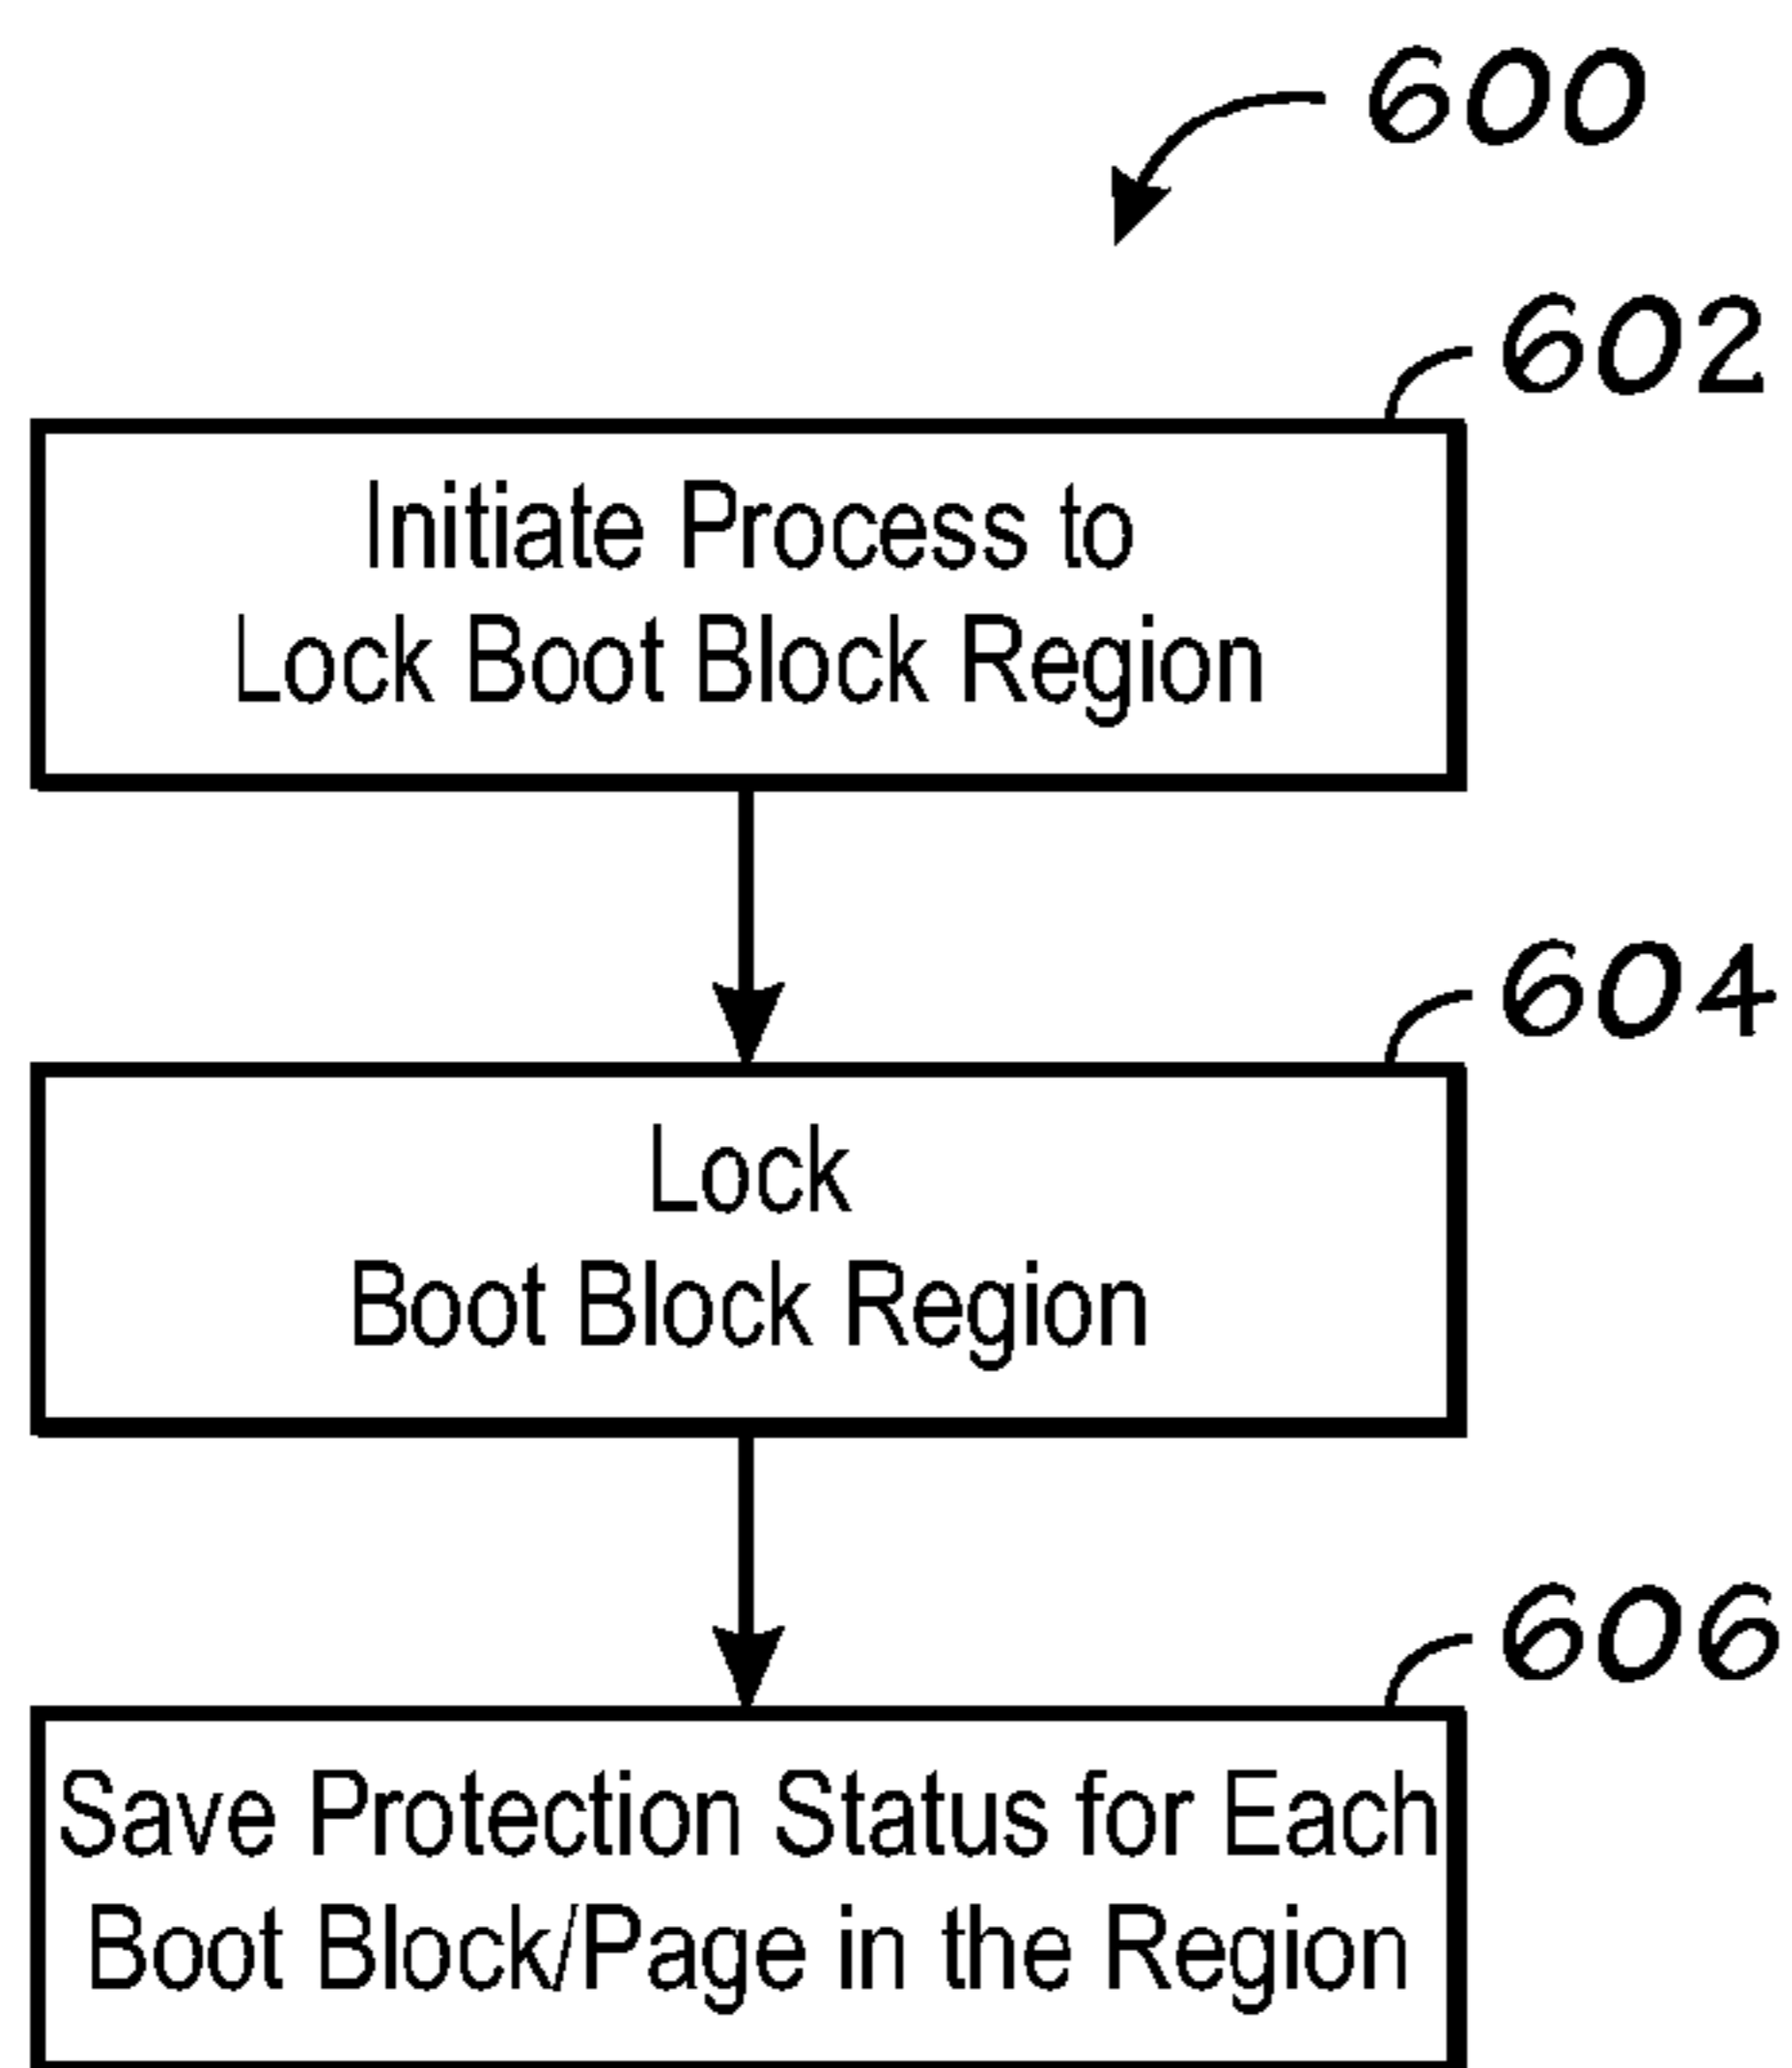 600
602
Initiate Process to
Lock Boot Block Region
604
Lock
Boot Block Region
606
Save Protection Status for Each
Boot Block/Page in the Region